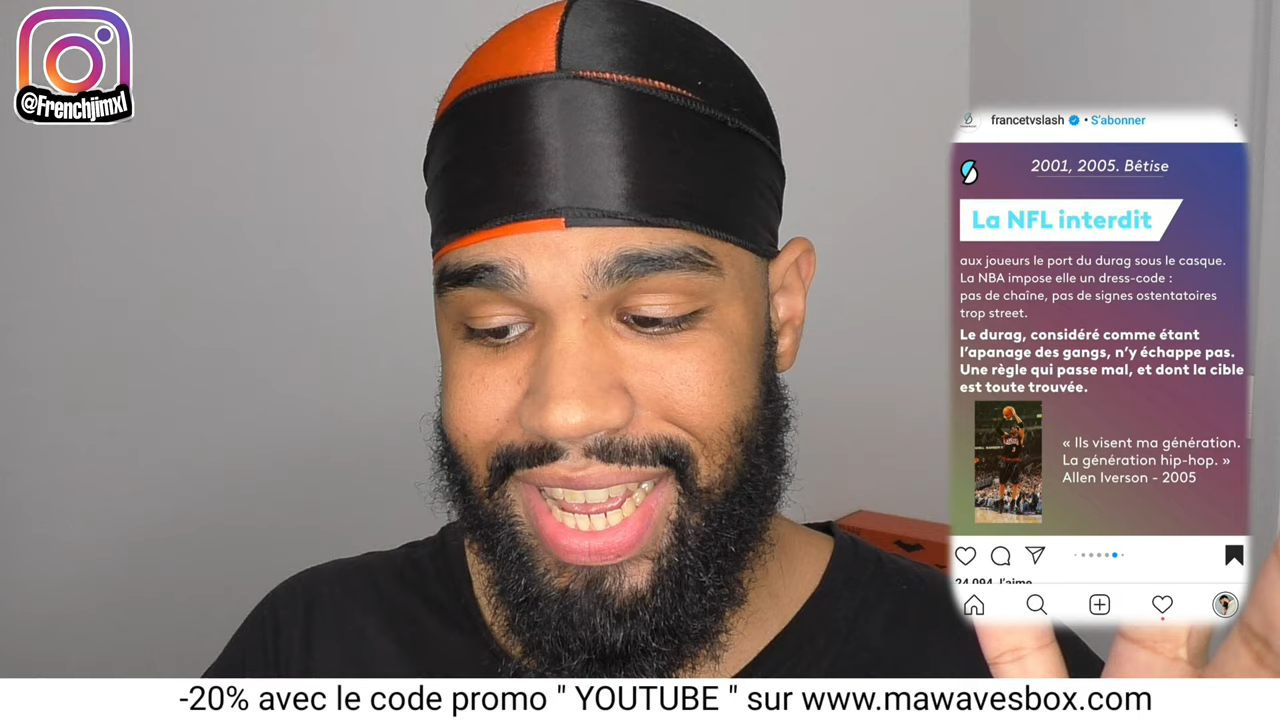 @Frenchjimxl
francetvslash • S'abonner
2001, 2005. Bêtise
La NFL interdit
aux joueurs le port du durag sous le casque.
La NBA impose elle un dress-code :
pas de chaîne, pas de signes ostentatoires
trop street.
Le durag, considéré comme étant
l'apanage des gangs, n'y échappe pas.
Une règle qui passe mal, et dont la cible
est toute trouvée.
« Ils visent ma génération.
La génération hip-hop. »
Allen Iverson - 2005
24 094 J'aime
-20% avec le code promo " YOUTUBE " sur www.mawavesbox.com